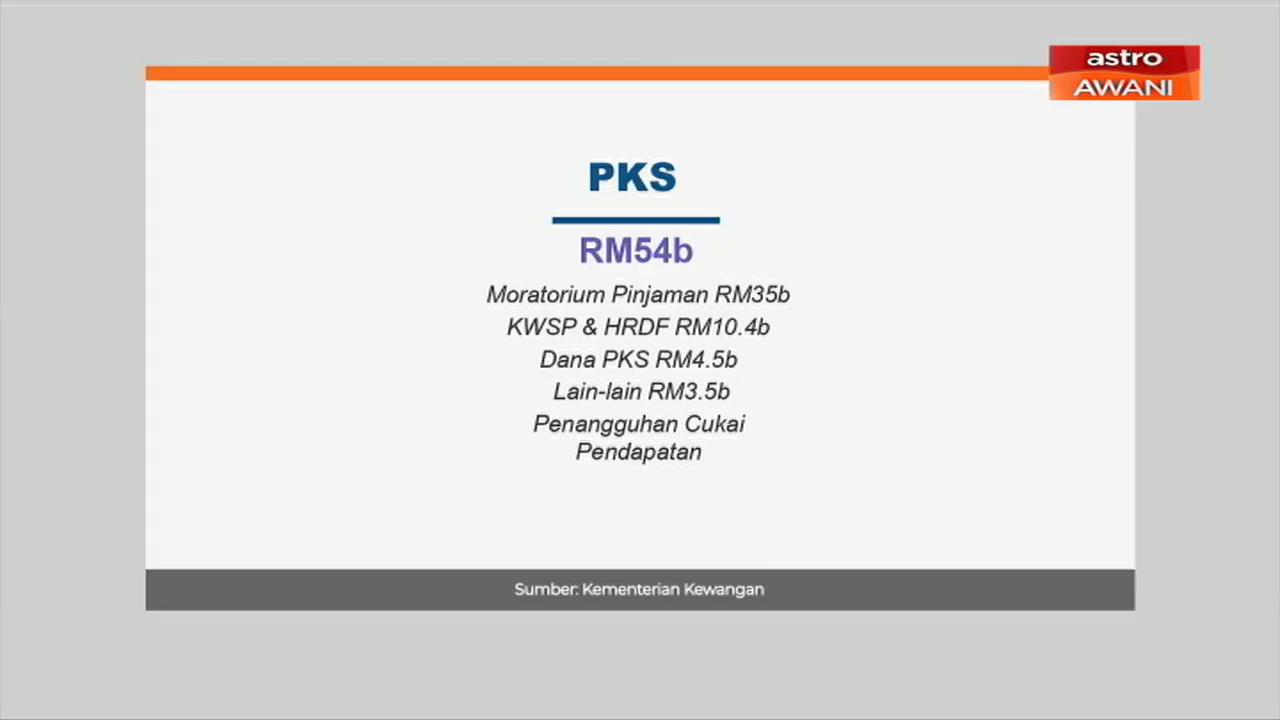 astro
AWANI
PKS
RM54b
Moratorium Pinjaman RM35b
KWSP & HRDF RM10.4b
Dana PKS RM4.5b
Lain-lain RM3.5b
Penangguhan Cukai
Pendapatan
Sumber: Kementerian Kewangan